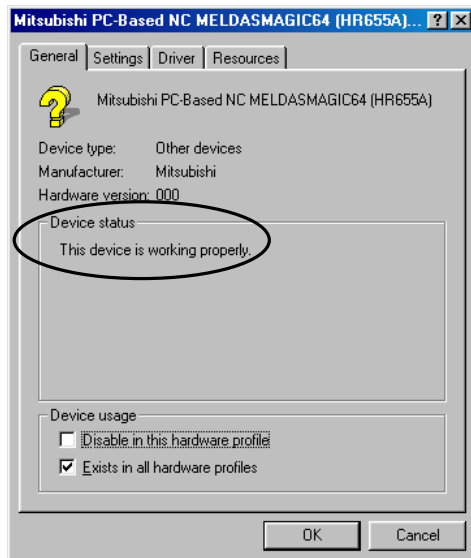 Mitsubishi PC-Based NC MELDASMAGIC64 (HR655A)... ? X
General Settings Driver Resources
Mitsubishi PC-Based NC MELDASMAGIC64 (HR655A)
Device type: Other devices
Manufacturer: Mitsubishi
Hardware version: 000
Device status
This device is working properly.
Device usage
Disable in this hardware profile
Exists in all hardware profiles
OK Cancel